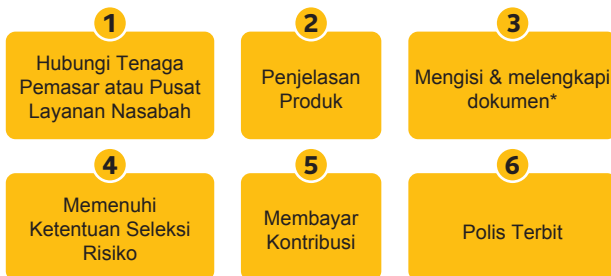 1
Hubungi Tenaga
Pemasar atau Pusat
Layanan Nasabah
2
Penjelasan
Produk
3
Mengisi & melengkapi
dokumen*
4
Memenuhi
Ketentuan Seleksi
Risiko
5
Membayar
Kontribusi
6
Polis Terbit